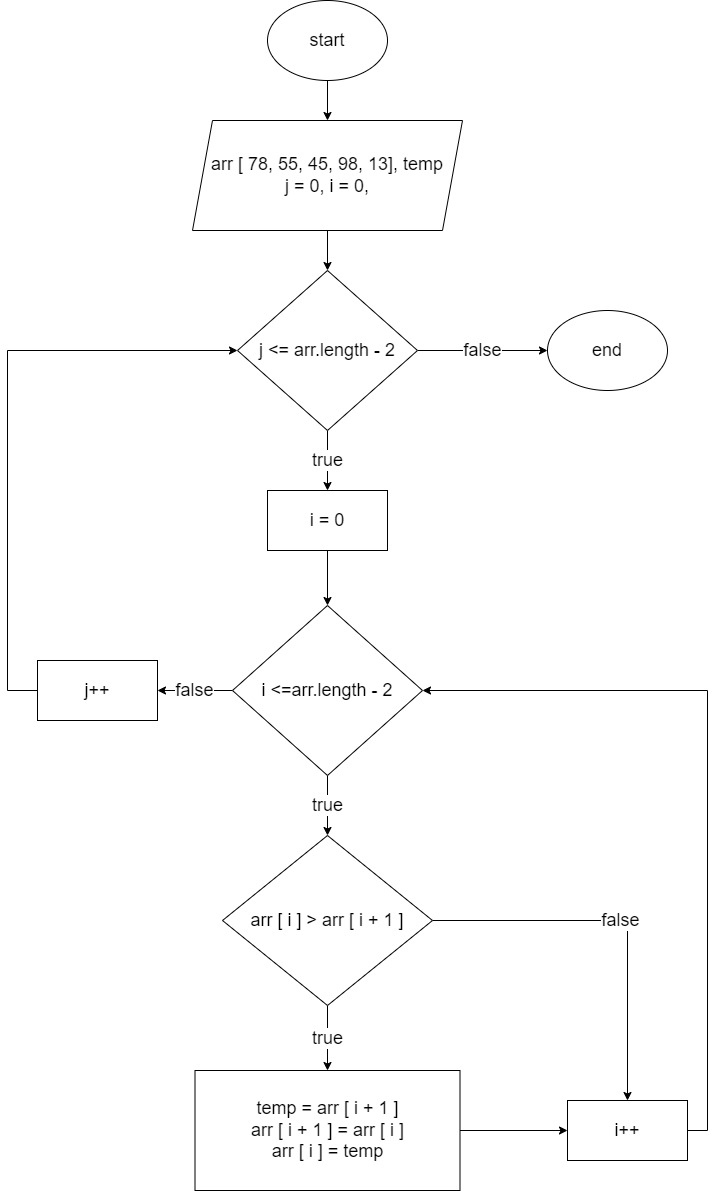 start
arr [ 78, 55, 45, 98, 13], temp
j = 0, i = 0,
j <= arr.length - 2
false
end
true
i = 0
j++
false
i <=arr.length - 2
true
arr [ i ] > arr [ i + 1 ]
false
true
temp = arr [ i + 1 ]
arr [ i + 1 ] = arr [ i ]
arr [ i ] = temp
i++